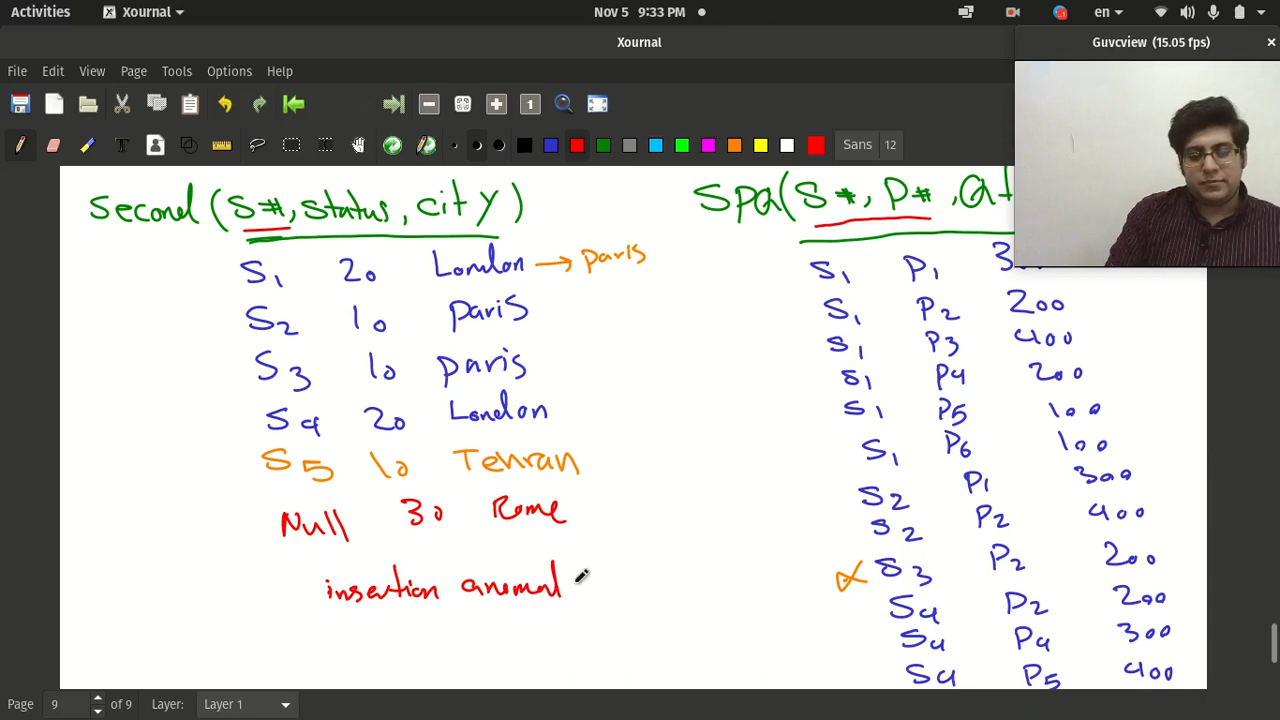 Activities
Xournal
Nov 5 9:33 PM
en
Xournal
Guvcview (15.05 fps)
File Edit View Page Tools Options Help
1
Sans 12
Second (S#, status, city)
S1 20 London → paris
S2 10 paris
S3 10 paris
S4 20 London
S5 10 Tehran
Null 30 Rome
insertion anomal
SPQ(S#, P#, Qt
S1 P1 3
S1 P2 200
S1 P3 400
S1 P4 200
S1 P5 100
S1 P6 100
S2 P1 300
S2 P2 400
S3 P2 200
S4 P2 200
S4 P4 300
S4 P5 400
Page 9 of 9 Layer: Layer 1